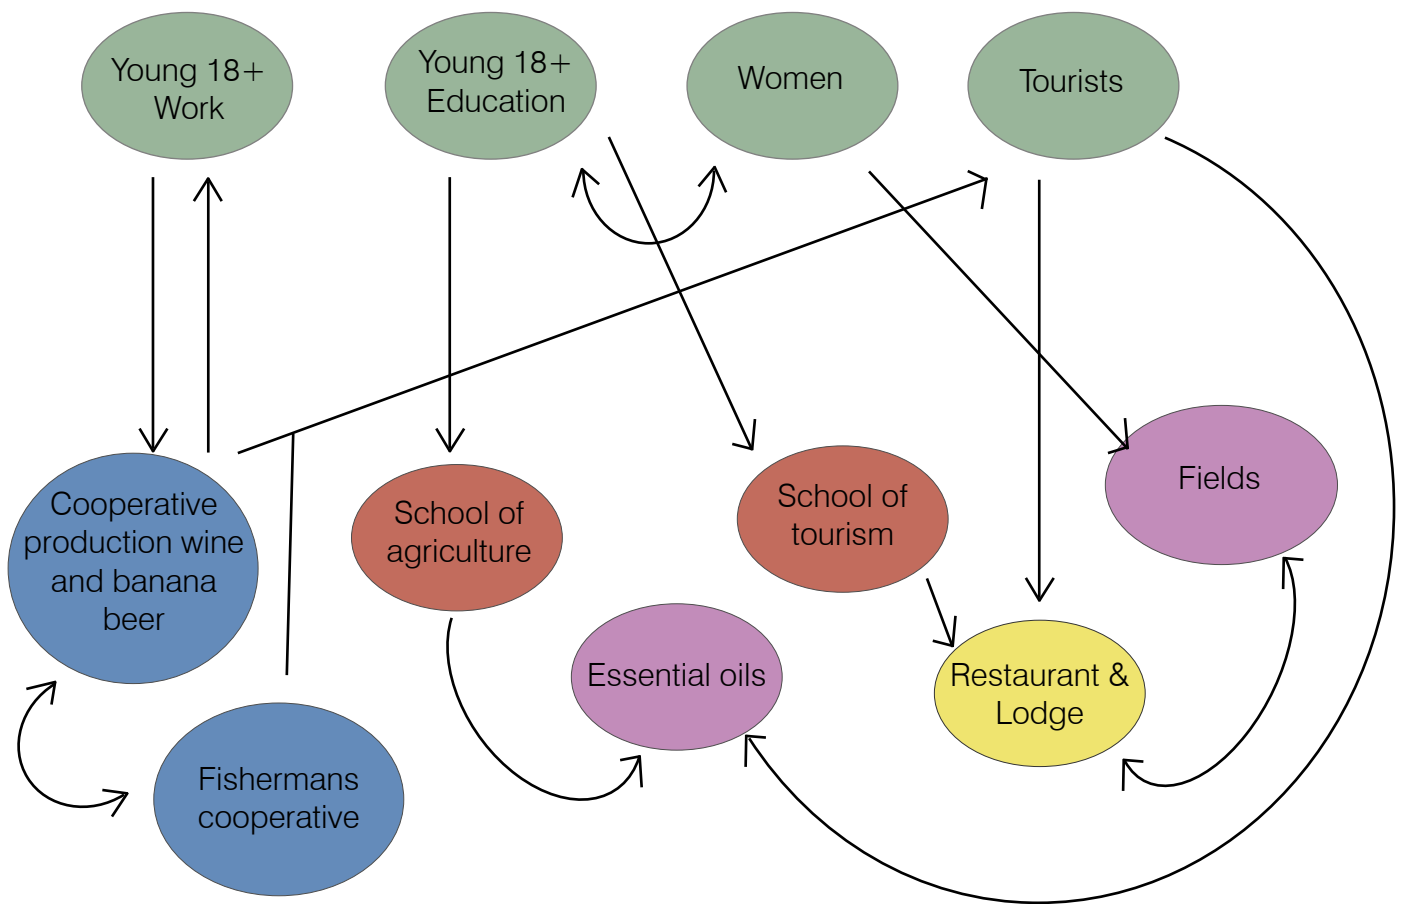 Young 18+
Work
Young 18+
Education
Women
Tourists
Cooperative
production wine
and banana
beer
School of
agriculture
School of
tourism
Fields
Essential oils
Restaurant &
Lodge
Fishermans
cooperative